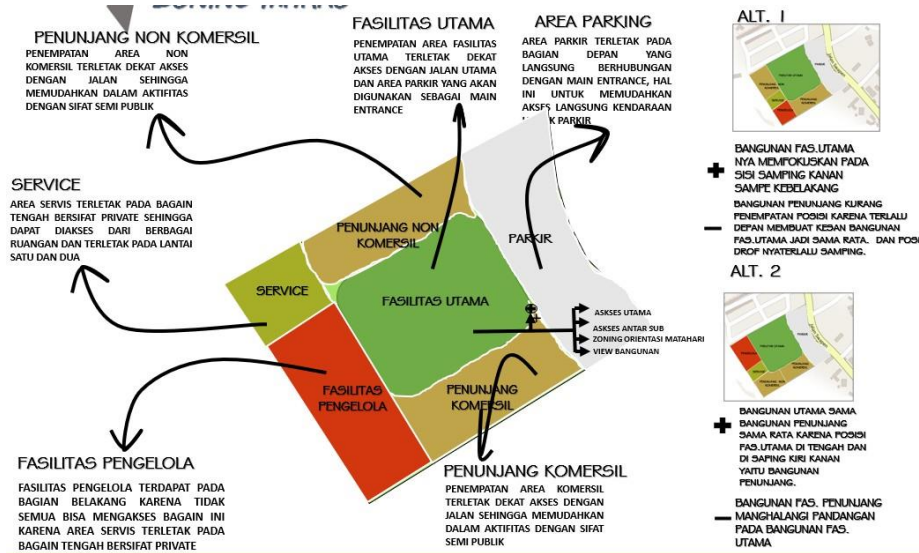 ZONING TAPAKS
PENUNJANG NON KOMERSIL
PENEMPATAN AREA NON
KOMERSIL TERLETAK DEKAT AKSES
DENGAN JALAN SEHINGGA
MEMUDAHKAN DALAM AKTIFITAS
DENGAN SIFAT SEMI PUBLIK
FASILITAS UTAMA
PENEMPATAN AREA FASILITAS
UTAMA TERLETAK DEKAT
AKSES DENGAN JALAN UTAMA
DAN AREA PARKIR YANG AKAN
DIGUNAKAN SEBAGAI MAIN
ENTRANCE
AREA PARKING
AREA PARKIR TERLETAK PADA
BAGIAN DEPAN YANG
LANGSUNG BERHUBUNGAN
DENGAN MAIN ENTRANCE, HAL
INI UNTUK MEMUDAHKAN
AKSES LANGSUNG KENDARAAN
PARKIR
SERVICE
AREA SERVIS TERLETAK PADA BAGAIN
TENGAH BERSIFAT PRIVATE SEHINGGA
DAPAT DIAKSES DARI BERBAGAI
RUANGAN DAN TERLETAK PADA LANTAI
SATU DAN DUA
PENUNJANG NON
KOMERSIL
PARKIR
SERVICE
FASILITAS UTAMA
FASILITAS
PENGELOLA
PENUNJANG
KOMERSIL
ASKSES UTAMA
ASKSES ANTAR SUB
ZONING ORIENTASI MATAHARI
VIEW BANGUNAN
FASILITAS PENGELOLA
FASILITAS PENGELOLA TERDAPAT PADA
BAGIAN BELAKANG KARENA TIDAK
SEMUA BISA MENGAKSES BAGAIN INI
KARENA AREA SERVIS TERLETAK PADA
BAGAIN TENGAH BERSIFAT PRIVATE
PENUNJANG KOMERSIL
PENEMPATAN AREA KOMERSIL
TERLETAK DEKAT AKSES DENGAN
JALAN SEHINGGA MEMUDAHKAN
DALAM AKTIFITAS DENGAN SIFAT
SEMI PUBLIK
ALT. 1
+ BANGUNAN FAS.UTAMA
NYA MEMFOKUSKAN PADA
SISI SAMPING KANAN
SAMPE KEBELAKANG
BANGUNAN PENUNJANG KURANG
– PENEMPATAN POSISI KARENA TERLALU
DEPAN MEMBUAT KESAN BANGUNAN
FAS.UTAMA JADI SAMA RATA. DAN POSI
DROF NYATERLALU SAMPING.
ALT. 2
+ BANGUNAN UTAMA SAMA
BANGUNAN PENUNJANG
SAMA RATA KARENA POSISI
FAS.UTAMA DI TENGAH DAN
DI SAPING KIRI KANAN
YAITU BANGUNAN
PENUNJANG.
– BANGUNAN FAS. PENUNJANG
MANGHALANGI PANDANGAN
PADA BANGUNAN FAS.
UTAMA